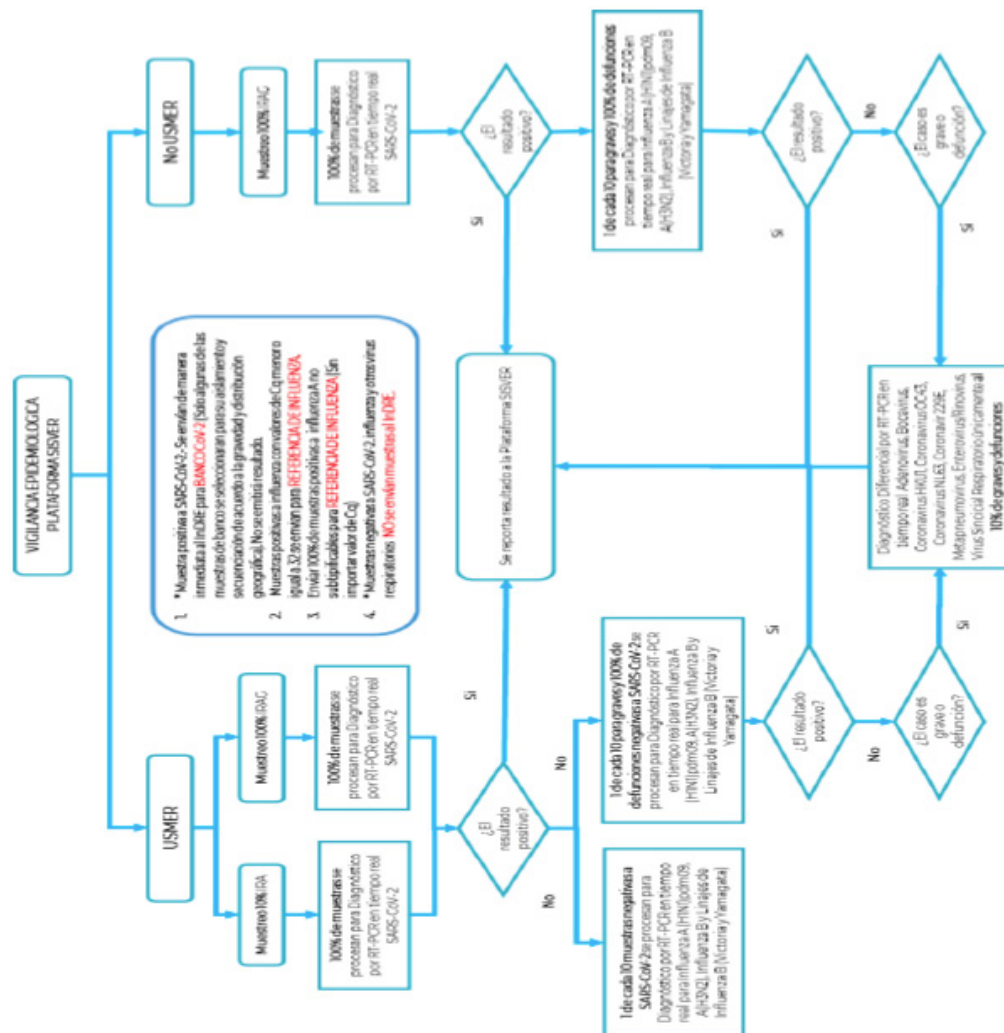 VIGILANCIA EPIDEMIOLOGICA
PLATAFORMA SISVER
USMER
No USMER
Muestreo 10% IRA
Muestreo 100% IRAG
Muestreo 100% IRAG
100% de muestras se
procesan para Diagnóstico
por RT-PCR en tiempo real
SARS-CoV-2
100% de muestras se
procesan para Diagnóstico
por RT-PCR en tiempo real
SARS-CoV-2
100% de muestras se
procesan para Diagnóstico
por RT-PCR en tiempo real
SARS-CoV-2
1. *Muestra positiva a SARS-CoV-2.- Se envían de manera
inmediata al InDRE para BANCO CoV-2 (Solo algunas de las
muestras de banco se seleccionaran para su aislamiento y
secuenciación de acuerdo a la gravedad y distribución
geográfica). No se emitirá resultado.
2. Muestras positivas a influenza con valores de Cq menor o
igual a 32 se envían para REFERENCIA DE INFLUENZA.
3. Enviar 100% de muestras positivas a influenza A no
subtipificables para REFERENCIA DE INFLUENZA (Sin
importar valor de Cq)
4. *Muestras negativas a SARS-CoV-2, influenza y otros virus
respiratorios NO se envían muestras al InDRE.
¿El
resultado
positivo?
Si
No
No
Se reporta resultado a la Plataforma SISVER
¿El
resultado
positivo?
Si
1 de cada 10 muestras negativas a
SARS-CoV-2 se procesan para
Diagnóstico por RT-PCR en tiempo
real para Influenza A (H1N1)pdm09,
A(H3N2), Influenza B y Linajes de
Influenza B (Victoria y Yamagata)
1 de cada 10 para graves y 100% de
defunciones negativas a SARS-CoV-2 se
procesan para Diagnóstico por RT-PCR
en tiempo real para Influenza A
(H1N1)pdm09, A(H3N2), Influenza B y
Linajes de Influenza B (Victoria y
Yamagata)
1 de cada 10 para graves y 100% de defunciones
procesan para Diagnóstico por RT-PCR en
tiempo real para Influenza A (H1N1)pdm09,
A(H3N2), Influenza B y Linajes de Influenza B
(Victoria y Yamagata)
¿El resultado
positivo?
Si
No
¿El resultado
positivo?
Si
No
¿El caso es
grave o
defunción?
Si
Diagnóstico Diferencial por RT-PCR en
tiempo real Adenovirus, Bocavirus,
Coronavirus HKU1, Coronavirus OC43,
Coronavirus NL63, Coronavir 229E,
Metapneumovirus, Enterovirus/Rinovirus,
Virus Sincicial Respiratorio únicamente al
10% de graves y defunciones
¿El caso es
grave o
defunción?
Si